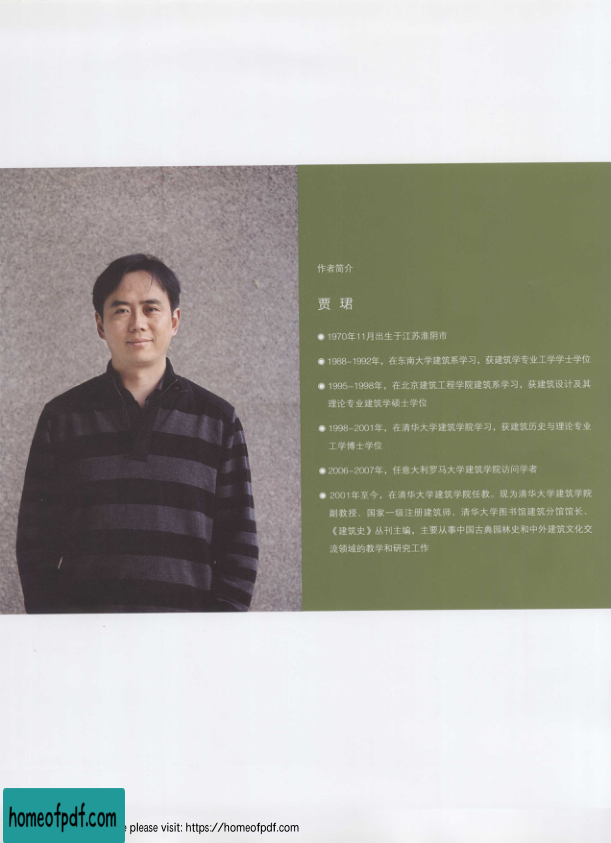 作者简介
贾 珺
1970年11月出生于江苏淮阴市
1988-1992年，在东南大学建筑系学习，获建筑学专业工学学士学位
1995-1998年，在北京建筑工程学院建筑系学习，获建筑设计及其
理论专业建筑学硕士学位
1998-2001年，在清华大学建筑学院学习，获建筑历史与理论专业
工学博士学位
2006-2007年，任意大利罗马大学建筑学院访问学者
2001年至今，在清华大学建筑学院任教。现为清华大学建筑学院
副教授、国家一级注册建筑师、清华大学图书馆建筑分馆馆长、
《建筑史》丛刊主编，主要从事中国古典园林史和中外建筑文化交
流领域的教学和研究工作
homeofpdf.com
please visit: https://homeofpdf.com